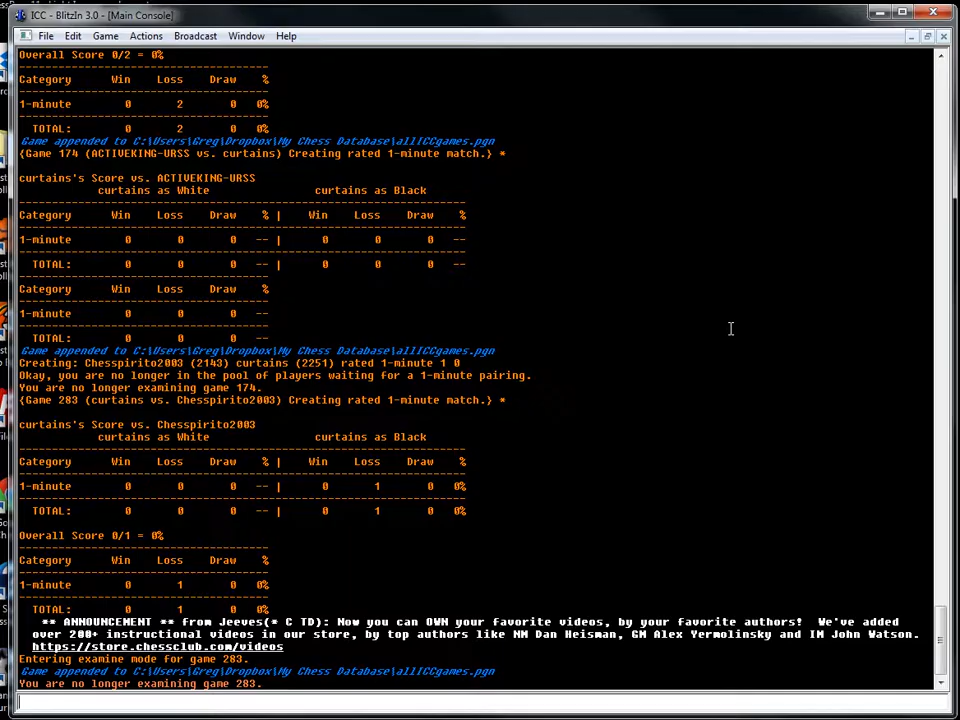 ICC - BlitzIn 3.0 - [Main Console]
File Edit Game Actions Broadcast Window Help
Overall Score 0/2 = 0%
Category Win Loss Draw %
1-minute 0 2 0 0%
TOTAL: 0 2 0 0%
Game appended to C:\Users\Greg\Dropbox\My Chess Database\allICCgames.pgn
{Game 174 (ACTIVEKING-URSS vs. curtains) Creating rated 1-minute match.} *
curtains's Score vs. ACTIVEKING-URSS
curtains as White curtains as Black
Category Win Loss Draw % | Win Loss Draw %
1-minute 0 0 0 -- | 0 0 0 --
TOTAL: 0 0 0 -- | 0 0 0 --
Category Win Loss Draw %
1-minute 0 0 0 --
TOTAL: 0 0 0 --
Game appended to C:\Users\Greg\Dropbox\My Chess Database\allICCgames.pgn
Creating: Chesspirito2003 (2143) curtains (2251) rated 1-minute 1 0
Okay, you are no longer in the pool of players waiting for a 1-minute pairing.
You are no longer examining game 174.
{Game 283 (curtains vs. Chesspirito2003) Creating rated 1-minute match.} *
curtains's Score vs. Chesspirito2003
curtains as White curtains as Black
Category Win Loss Draw % | Win Loss Draw %
1-minute 0 0 0 -- | 0 1 0 0%
TOTAL: 0 0 0 -- | 0 1 0 0%
Overall Score 0/1 = 0%
Category Win Loss Draw %
1-minute 0 1 0 0%
TOTAL: 0 1 0 0%
** ANNOUNCEMENT ** from Jeeves(* C TD): Now you can OWN your favorite videos, by your favorite authors! We've added
over 200+ instructional videos in our store, by top authors like NM Dan Heisman, GM Alex Yermolinsky and IM John Watson.
https://store.chessclub.com/videos
Entering examine mode for game 283.
Game appended to C:\Users\Greg\Dropbox\My Chess Database\allICCgames.pgn
You are no longer examining game 283.